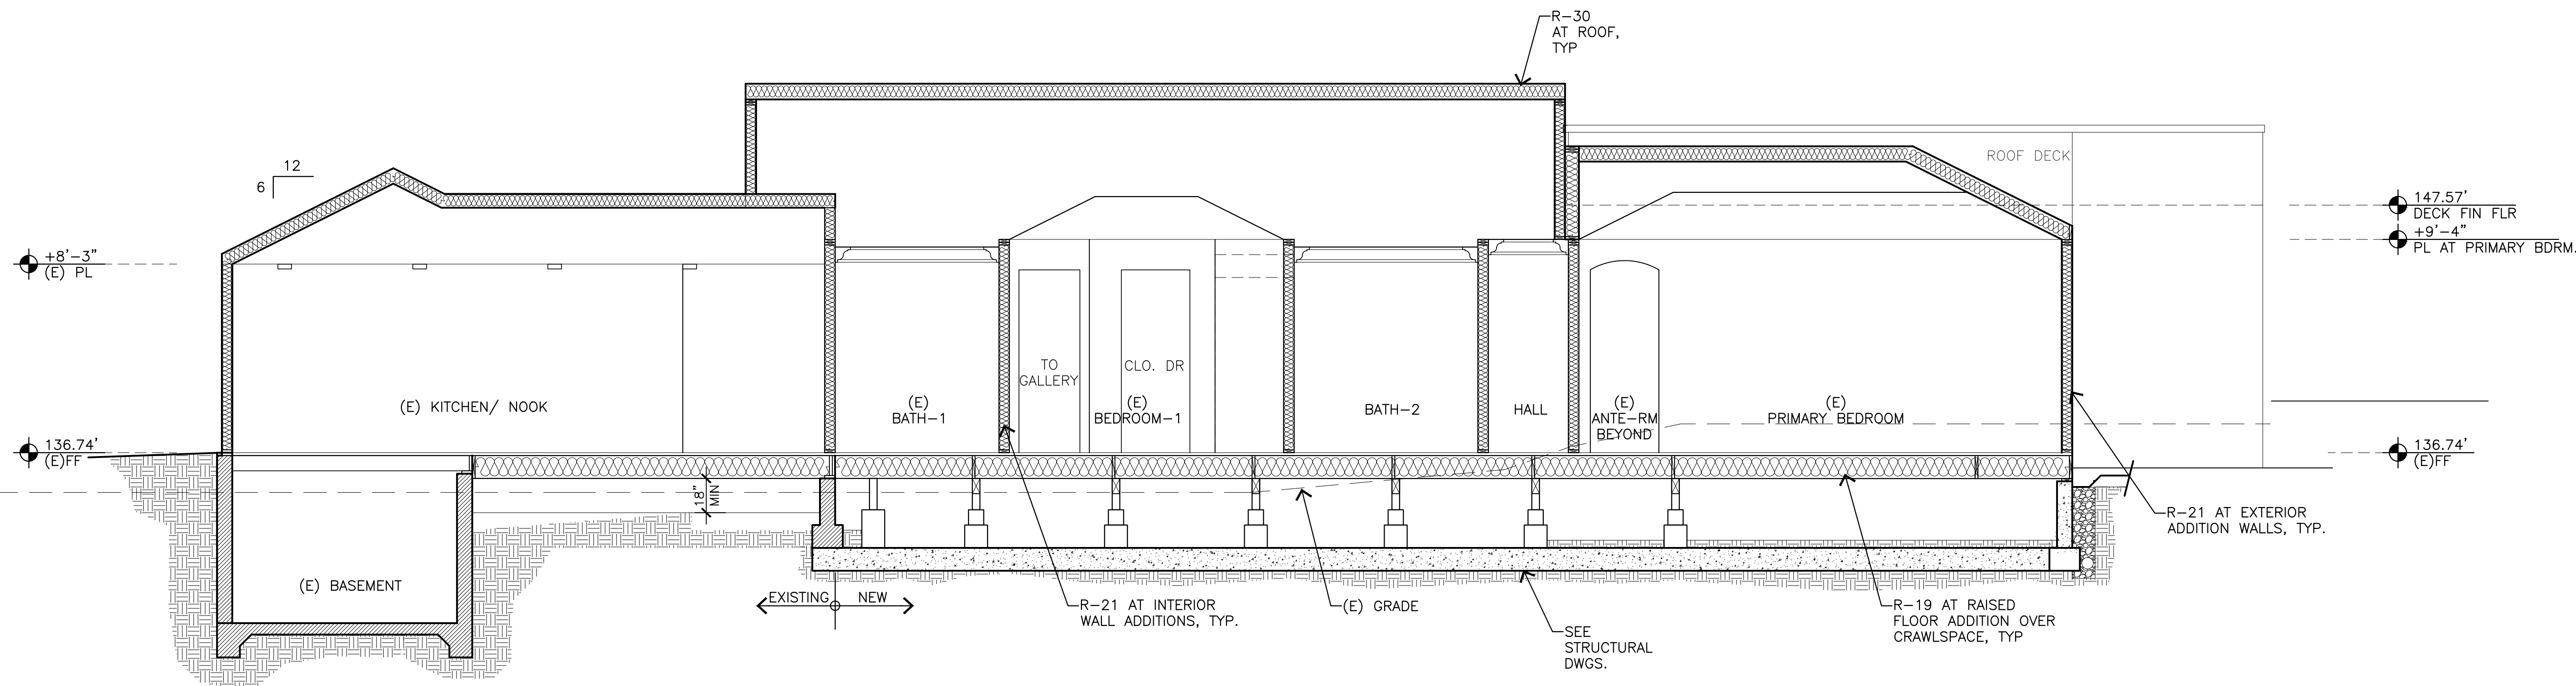 R-30
AT ROOF,
TYP
12
6
ROOF DECK
147.57'
DECK FIN FLR
+9'-4"
PL AT PRIMARY BDRM.
+8'-3"
(E) PL
TO
GALLERY
CLO. DR
(E) KITCHEN/ NOOK
(E)
BATH-1
(E)
BEDROOM-1
BATH-2
HALL
(E)
ANTE-RM
BEYOND
(E)
PRIMARY BEDROOM
136.74'
(E)FF
136.74'
(E)FF
18"
MIN
R-21 AT EXTERIOR
ADDITION WALLS, TYP.
(E) BASEMENT
EXISTING
NEW
R-21 AT INTERIOR
WALL ADDITIONS, TYP.
(E) GRADE
SEE
STRUCTURAL
DWGS.
R-19 AT RAISED
FLOOR ADDITION OVER
CRAWLSPACE, TYP